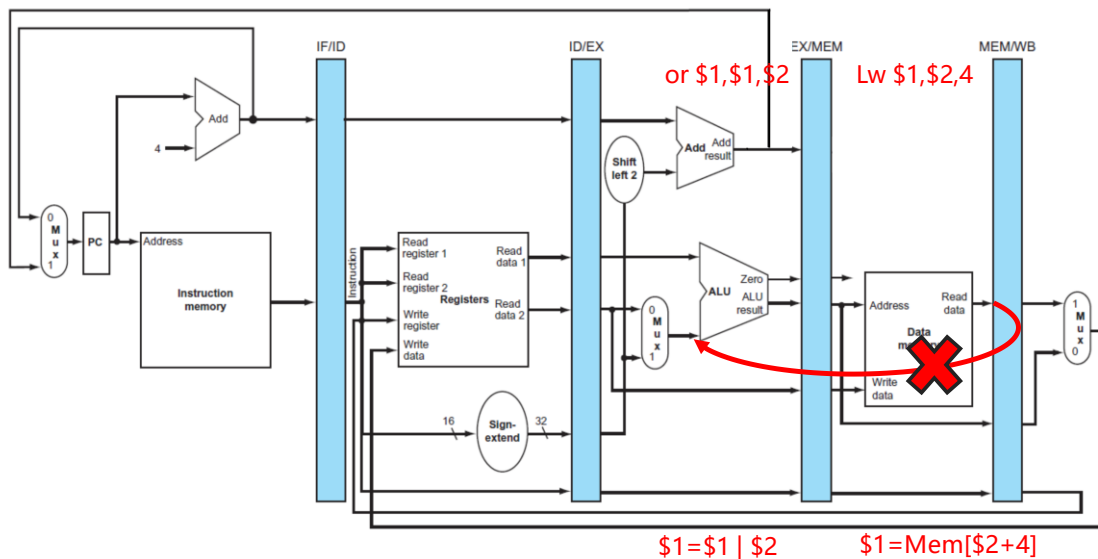 IF/ID
ID/EX
EX/MEM
MEM/WB
or $1,$1,$2
Lw $1,$2,4
Add
4
Add
Add
result
Shift
left 2
0
M
u
x
1
PC
Address
Instruction
memory
Instruction
Read
register 1
Read
register 2
Write
register
Write
data
Registers
Read
data 1
Read
data 2
0
M
u
x
1
ALU
Zero
ALU
result
Address
Read
data
Data
Write
data
1
M
u
x
0
16
Sign-
extend
32
$1=$1 | $2
$1=Mem[$2+4]